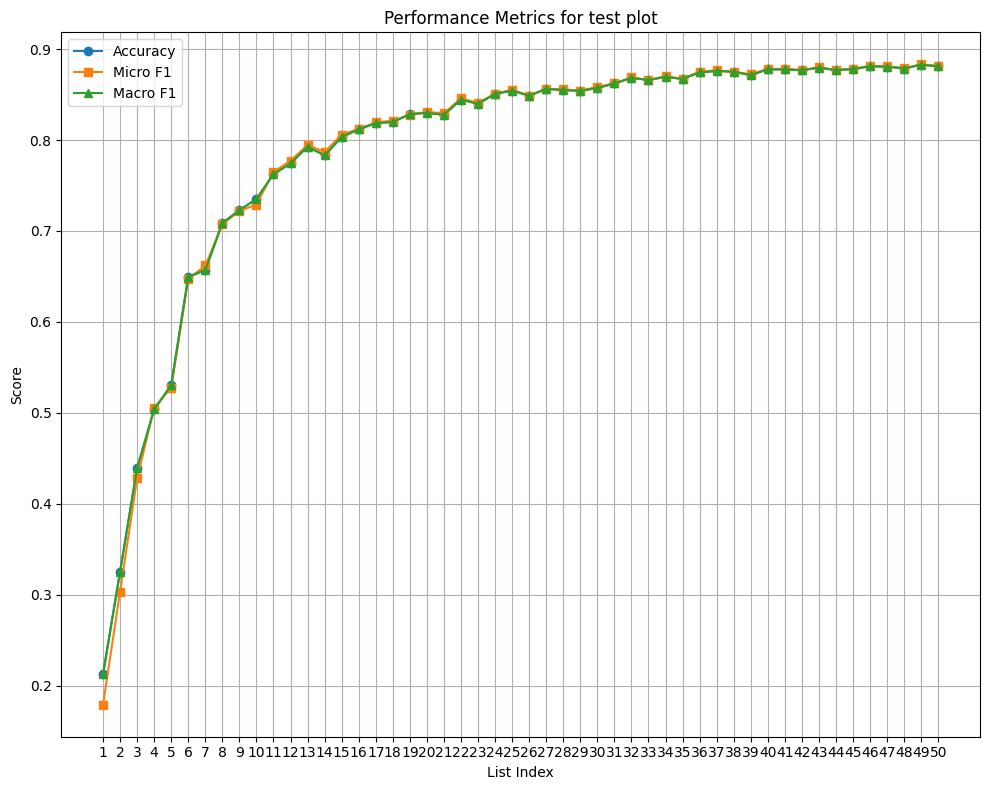 Performance Metrics for test plot
Accuracy
Micro F1
Macro F1
Score
0.9
0.8
0.7
0.6
0.5
0.4
0.3
0.2
1 2 3 4 5 6 7 8 9 10 11 12 13 14 15 16 17 18 19 20 21 22 23 24 25 26 27 28 29 30 31 32 33 34 35 36 37 38 39 40 41 42 43 44 45 46 47 48 49 50
List Index